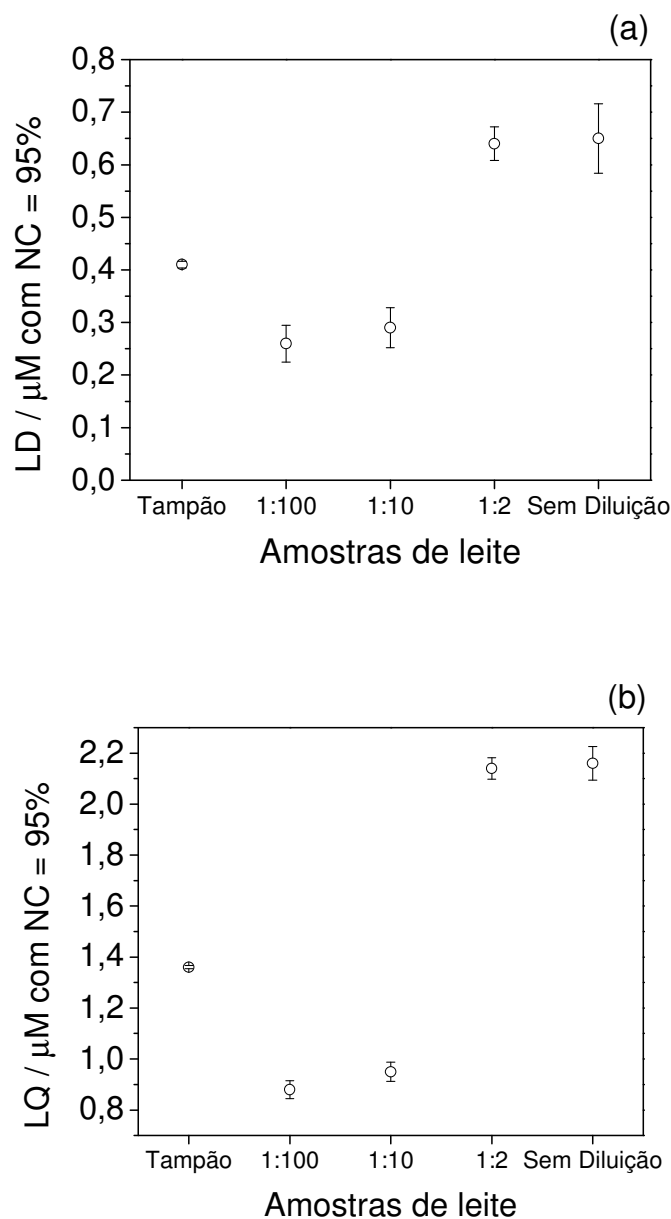 (a)
0,8
0,7
0,6
0,5
0,4
0,3
0,2
0,1
0,0
LD / μM com NC = 95%
Tampão 1:100 1:10 1:2 Sem Diluição
Amostras de leite
(b)
2,2
2,0
1,8
1,6
1,4
1,2
1,0
0,8
LQ / μM com NC = 95%
Tampão 1:100 1:10 1:2 Sem Diluição
Amostras de leite